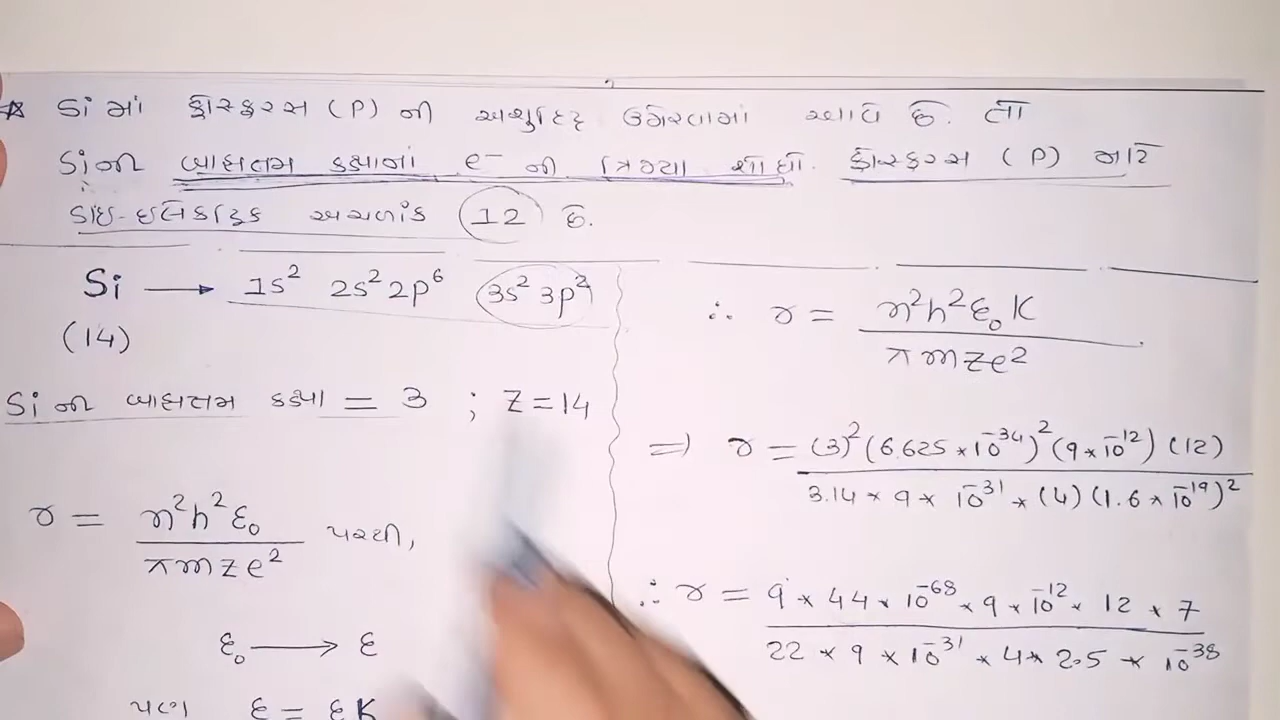 ☆ Si માં ફોસ્ફરસ (P) ની અશુદ્ધિ ઉમેરવામાં આવે છે. તો
Si ના બાહ્યતમ કક્ષાનાં e⁻ ની ત્રિજ્યા શોધો. ફોસ્ફરસ (P) માટે
ડાઇ-ઇલેક્ટ્રિક અચળાંક 12 છે.
Si → 1s² 2s² 2p⁶ 3s² 3p²
(14)
Si ના બાહ્યતમ કક્ષા = 3 ; Z = 14
r = n²h²ε₀ / πmze² પરથી,
ε₀ → ε
પણ ε = εK
∴ r = n²h²ε₀K / πmze²
⇒ r = (3)²(6.625 × 10⁻³⁴)²(9 × 10⁻¹²) (12) / 3.14 × 9 × 10⁻³¹ × (4) (1.6 × 10⁻¹⁹)²
∴ r = 9 × 44 × 10⁻⁶⁸ × 9 × 10⁻¹² × 12 × 7 / 22 × 9 × 10⁻³¹ × 4 × 2.5 × 10⁻³⁸